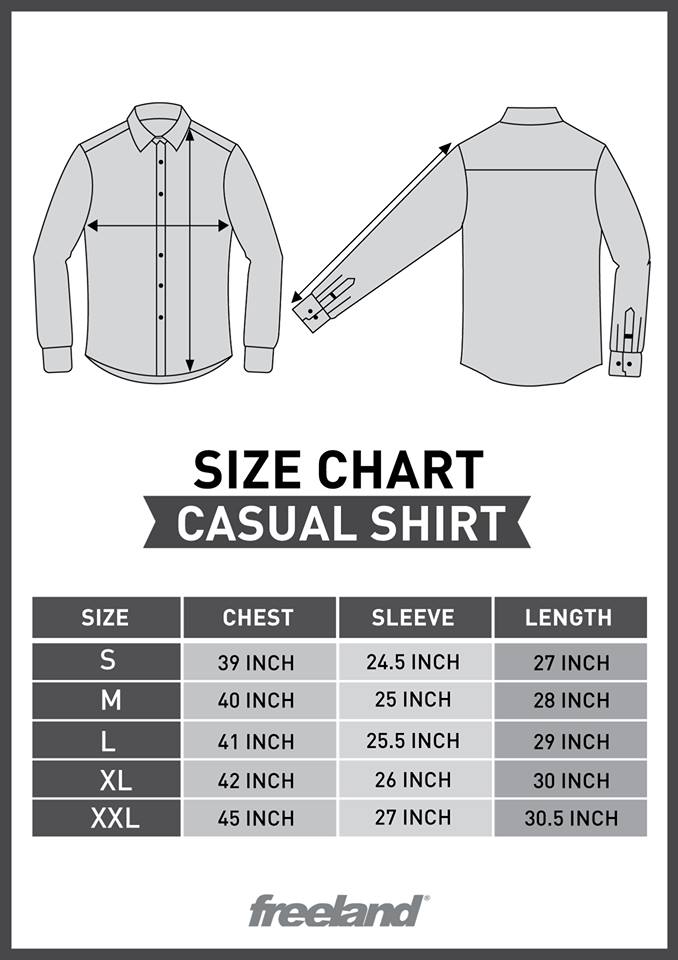 SIZE CHART
CASUAL SHIRT
SIZE CHEST SLEEVE LENGTH
S 39 INCH 24.5 INCH 27 INCH
M 40 INCH 25 INCH 28 INCH
L 41 INCH 25.5 INCH 29 INCH
XL 42 INCH 26 INCH 30 INCH
XXL 45 INCH 27 INCH 30.5 INCH
freeland®